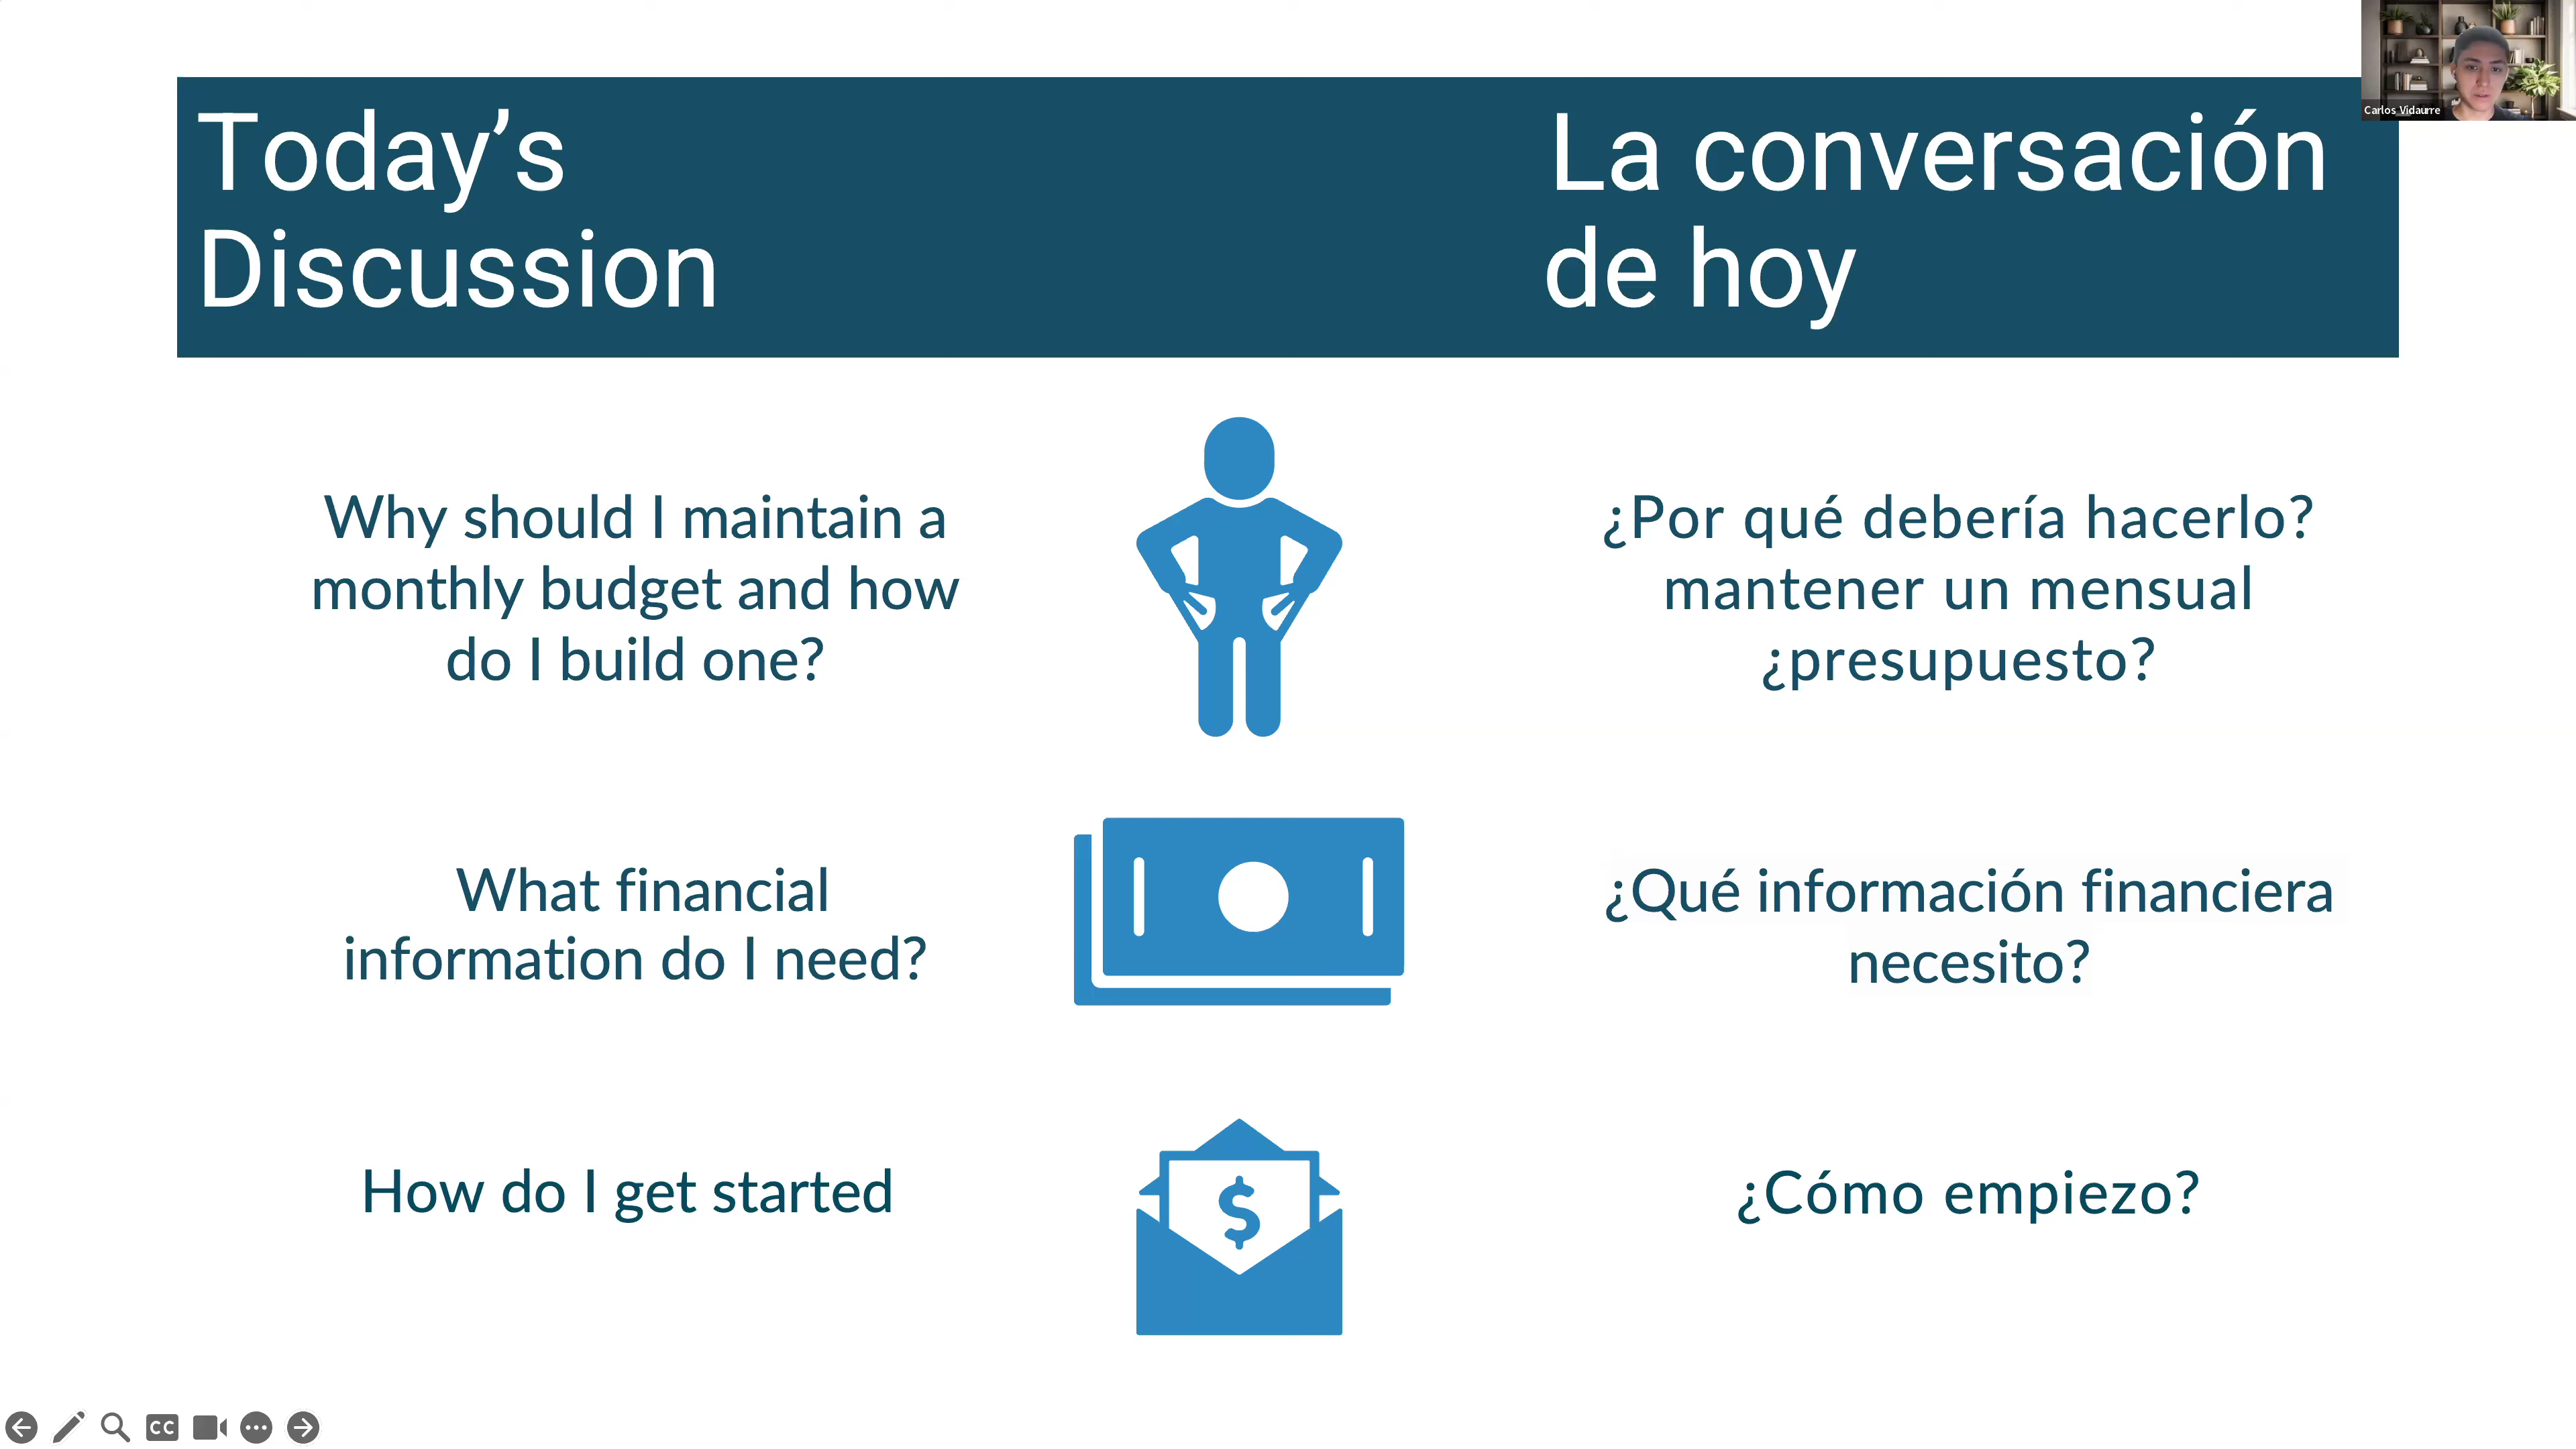 Today’s
Discussion
La conversación
de hoy
Carlos Vidaurre
Why should I maintain a
monthly budget and how
do I build one?
¿Por qué debería hacerlo?
mantener un mensual
¿presupuesto?
What financial
information do I need?
¿Qué información financiera
necesito?
How do I get started
$
¿Cómo empiezo?
CC